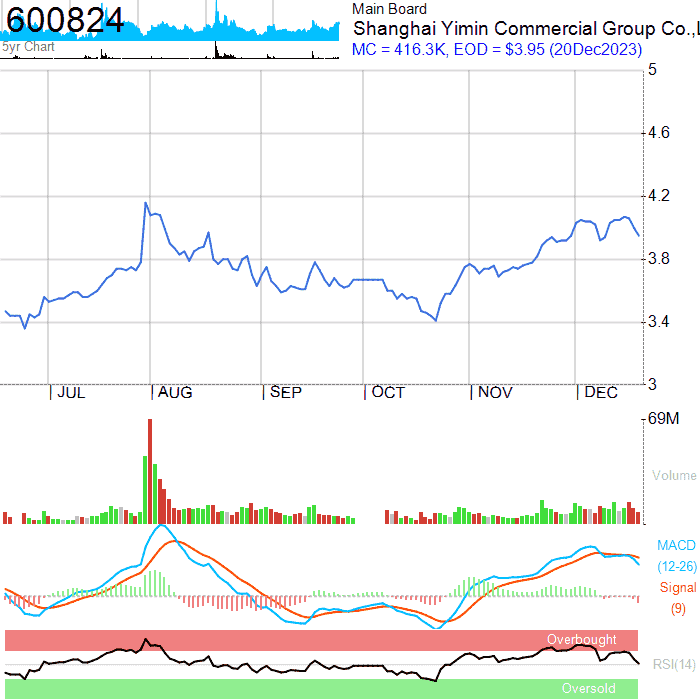 600824
5yr Chart
Main Board
Shanghai Yimin Commercial Group Co.,L
MC = 416.3K, EOD = $3.95 (20Dec2023)
5
4.6
4.2
3.8
3.4
3
JUL AUG SEP OCT NOV DEC
69M
Volume
MACD
(12-26)
Signal
(9)
Overbought
RSI(14)
Oversold